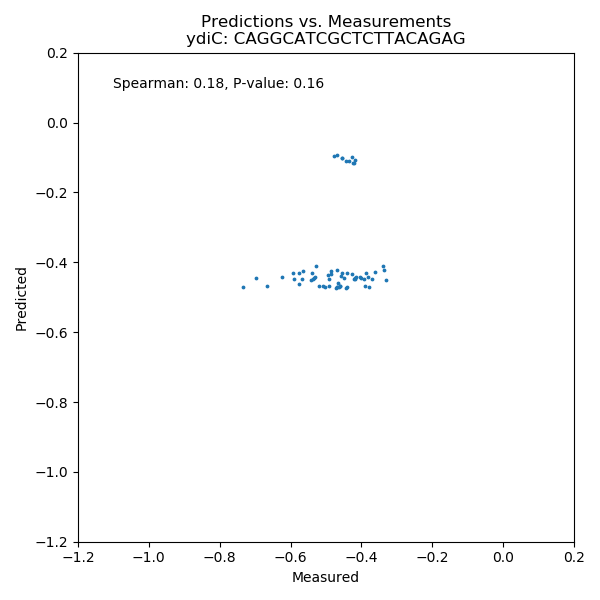 Predictions vs. Measurements
ydiC: CAGGCATCGCTCTTACAGAG
Spearman: 0.18, P-value: 0.16
0.2
0.0
−0.2
−0.4
−0.6
−0.8
−1.0
−1.2
Predicted
−1.2 −1.0 −0.8 −0.6 −0.4 −0.2 0.0 0.2
Measured